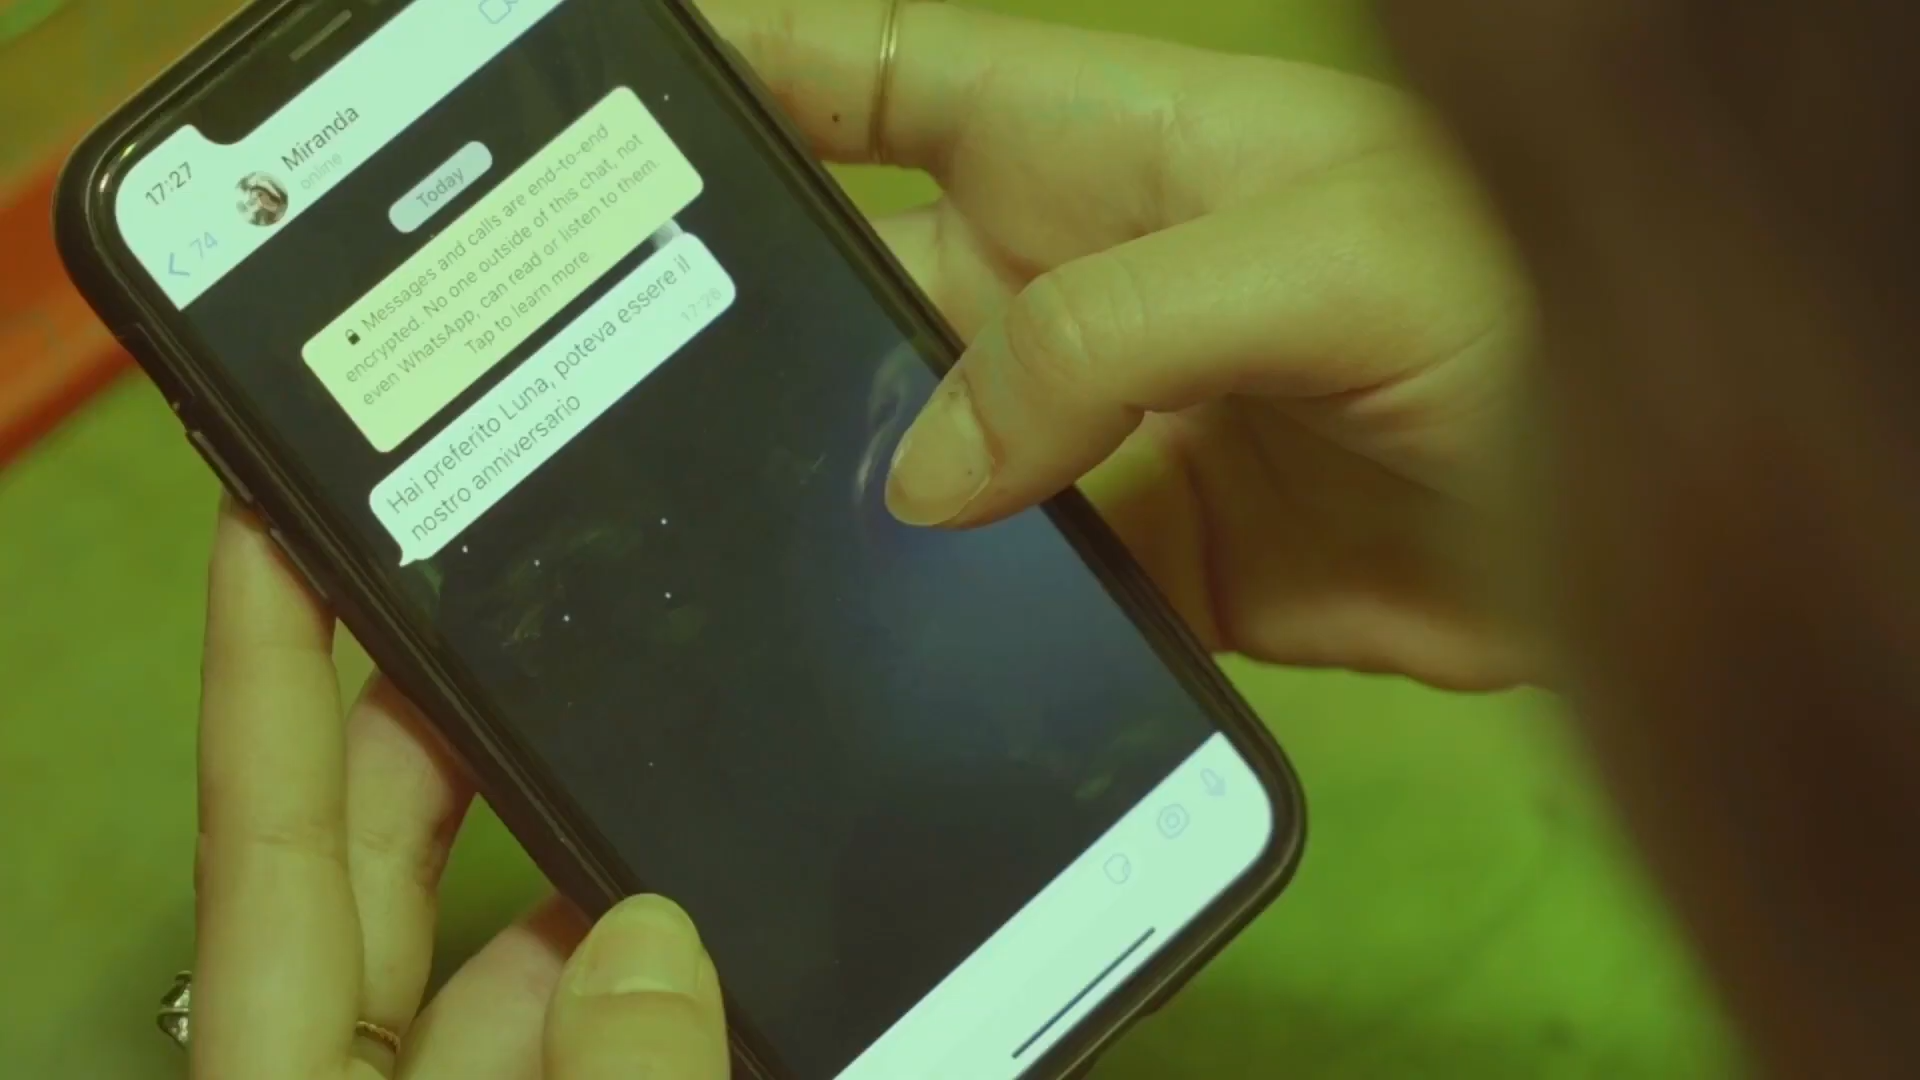 17:27
74
Miranda
online
Today
Messages and calls are end-to-end
encrypted. No one outside of this chat, not
even WhatsApp, can read or listen to them.
Tap to learn more.
Hai preferito Luna, poteva essere il
nostro anniversario
17:26